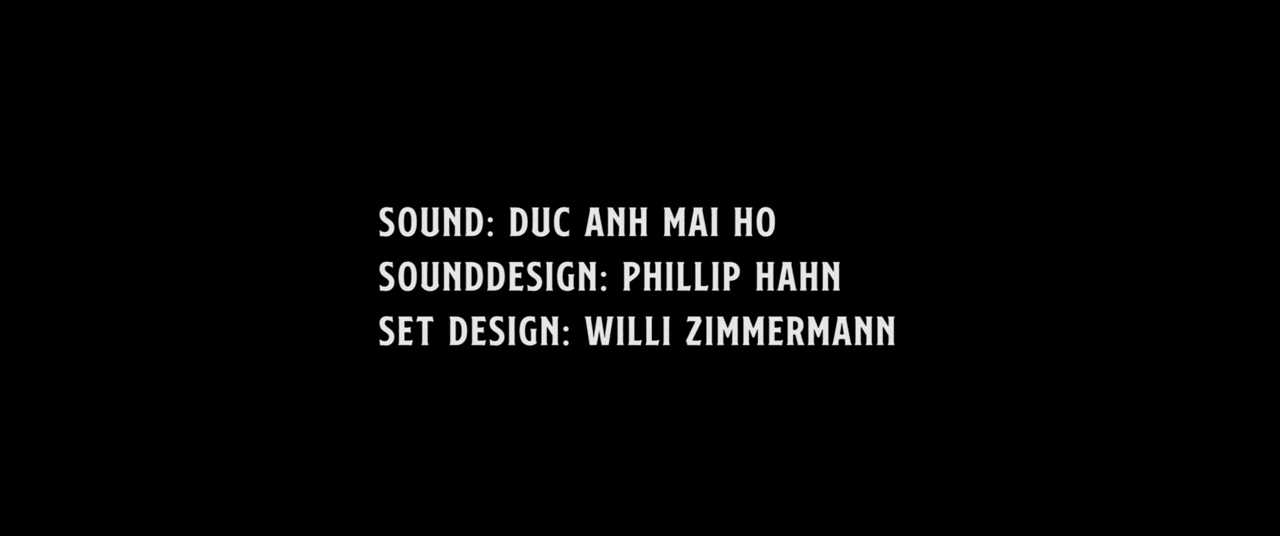 SOUND: DUC ANH MAI HO
SOUNDDESIGN: PHILLIP HAHN
SET DESIGN: WILLI ZIMMERMANN